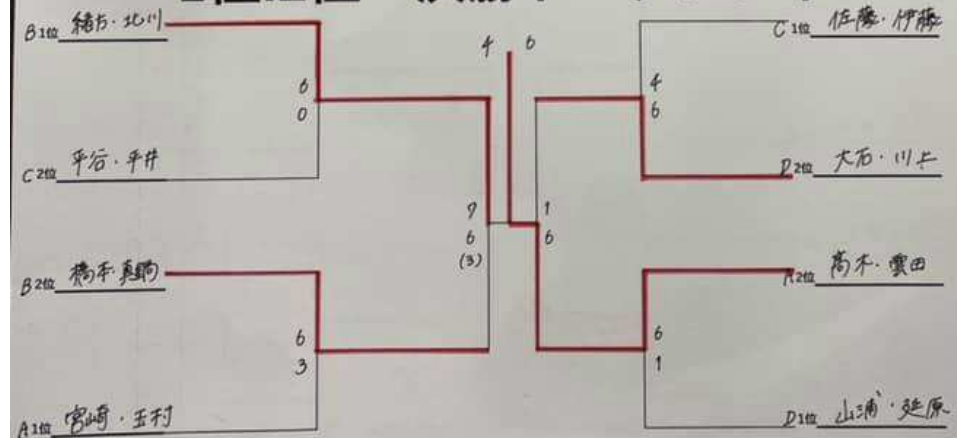 B1位 緒方・北川
C2位 平谷・平井
B2位 橋本・真鍋
A1位 宮崎・玉村
6
0
6
3
7
6
(3)
4 6
1
6
4
6
6
1
C1位 佐藤・伊藤
D2位 大石・川上
A2位 高木・雲田
D1位 山浦・延原